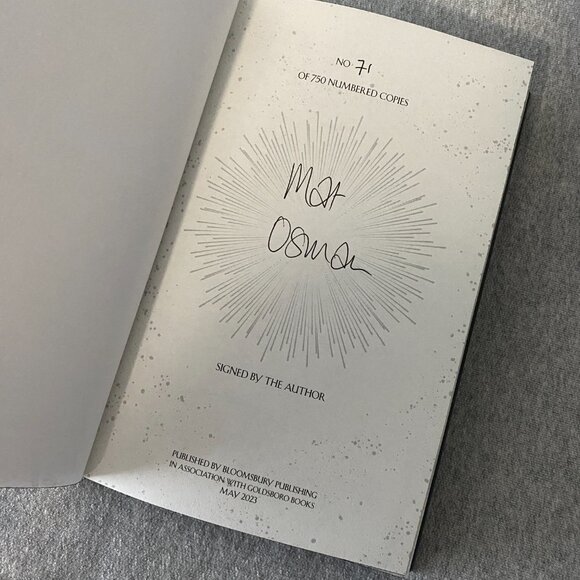 NO. 71
OF 750 NUMBERED COPIES
Mat
Osman
SIGNED BY THE AUTHOR
PUBLISHED BY BLOOMSBURY PUBLISHING
IN ASSOCIATION WITH GOLDSBORO BOOKS
MAY 2023